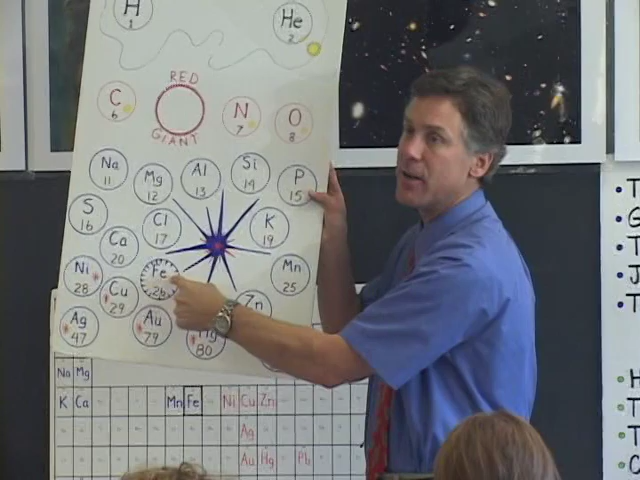 H
1
He
2
RED
GIANT
C
6
N
7
O
8
Na
11
Mg
12
Al
13
Si
14
P
15
S
16
Cl
17
K
19
Ca
20
Fe
26
Mn
25
Ni
28
Cu
29
Zn
Ag
47
Au
79
Hg
80
Na Mg
K Ca Mn Fe Ni Cu Zn
Ag
Au Hg Pb
T
G
T
J
T
H
T
T
C